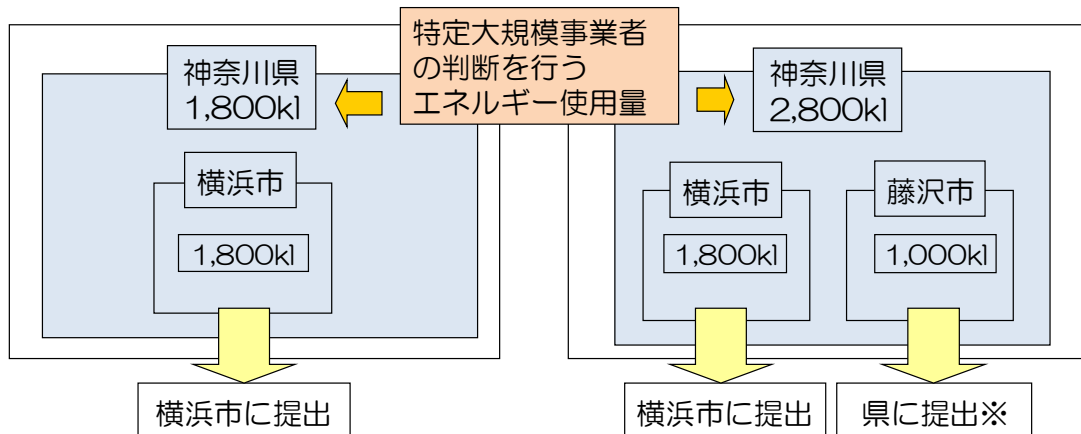 特定大規模事業者
の判断を行う
エネルギー使用量
神奈川県
1,800kl
横浜市
1,800kl
横浜市に提出
神奈川県
2,800kl
横浜市
1,800kl
藤沢市
1,000kl
横浜市に提出
県に提出※